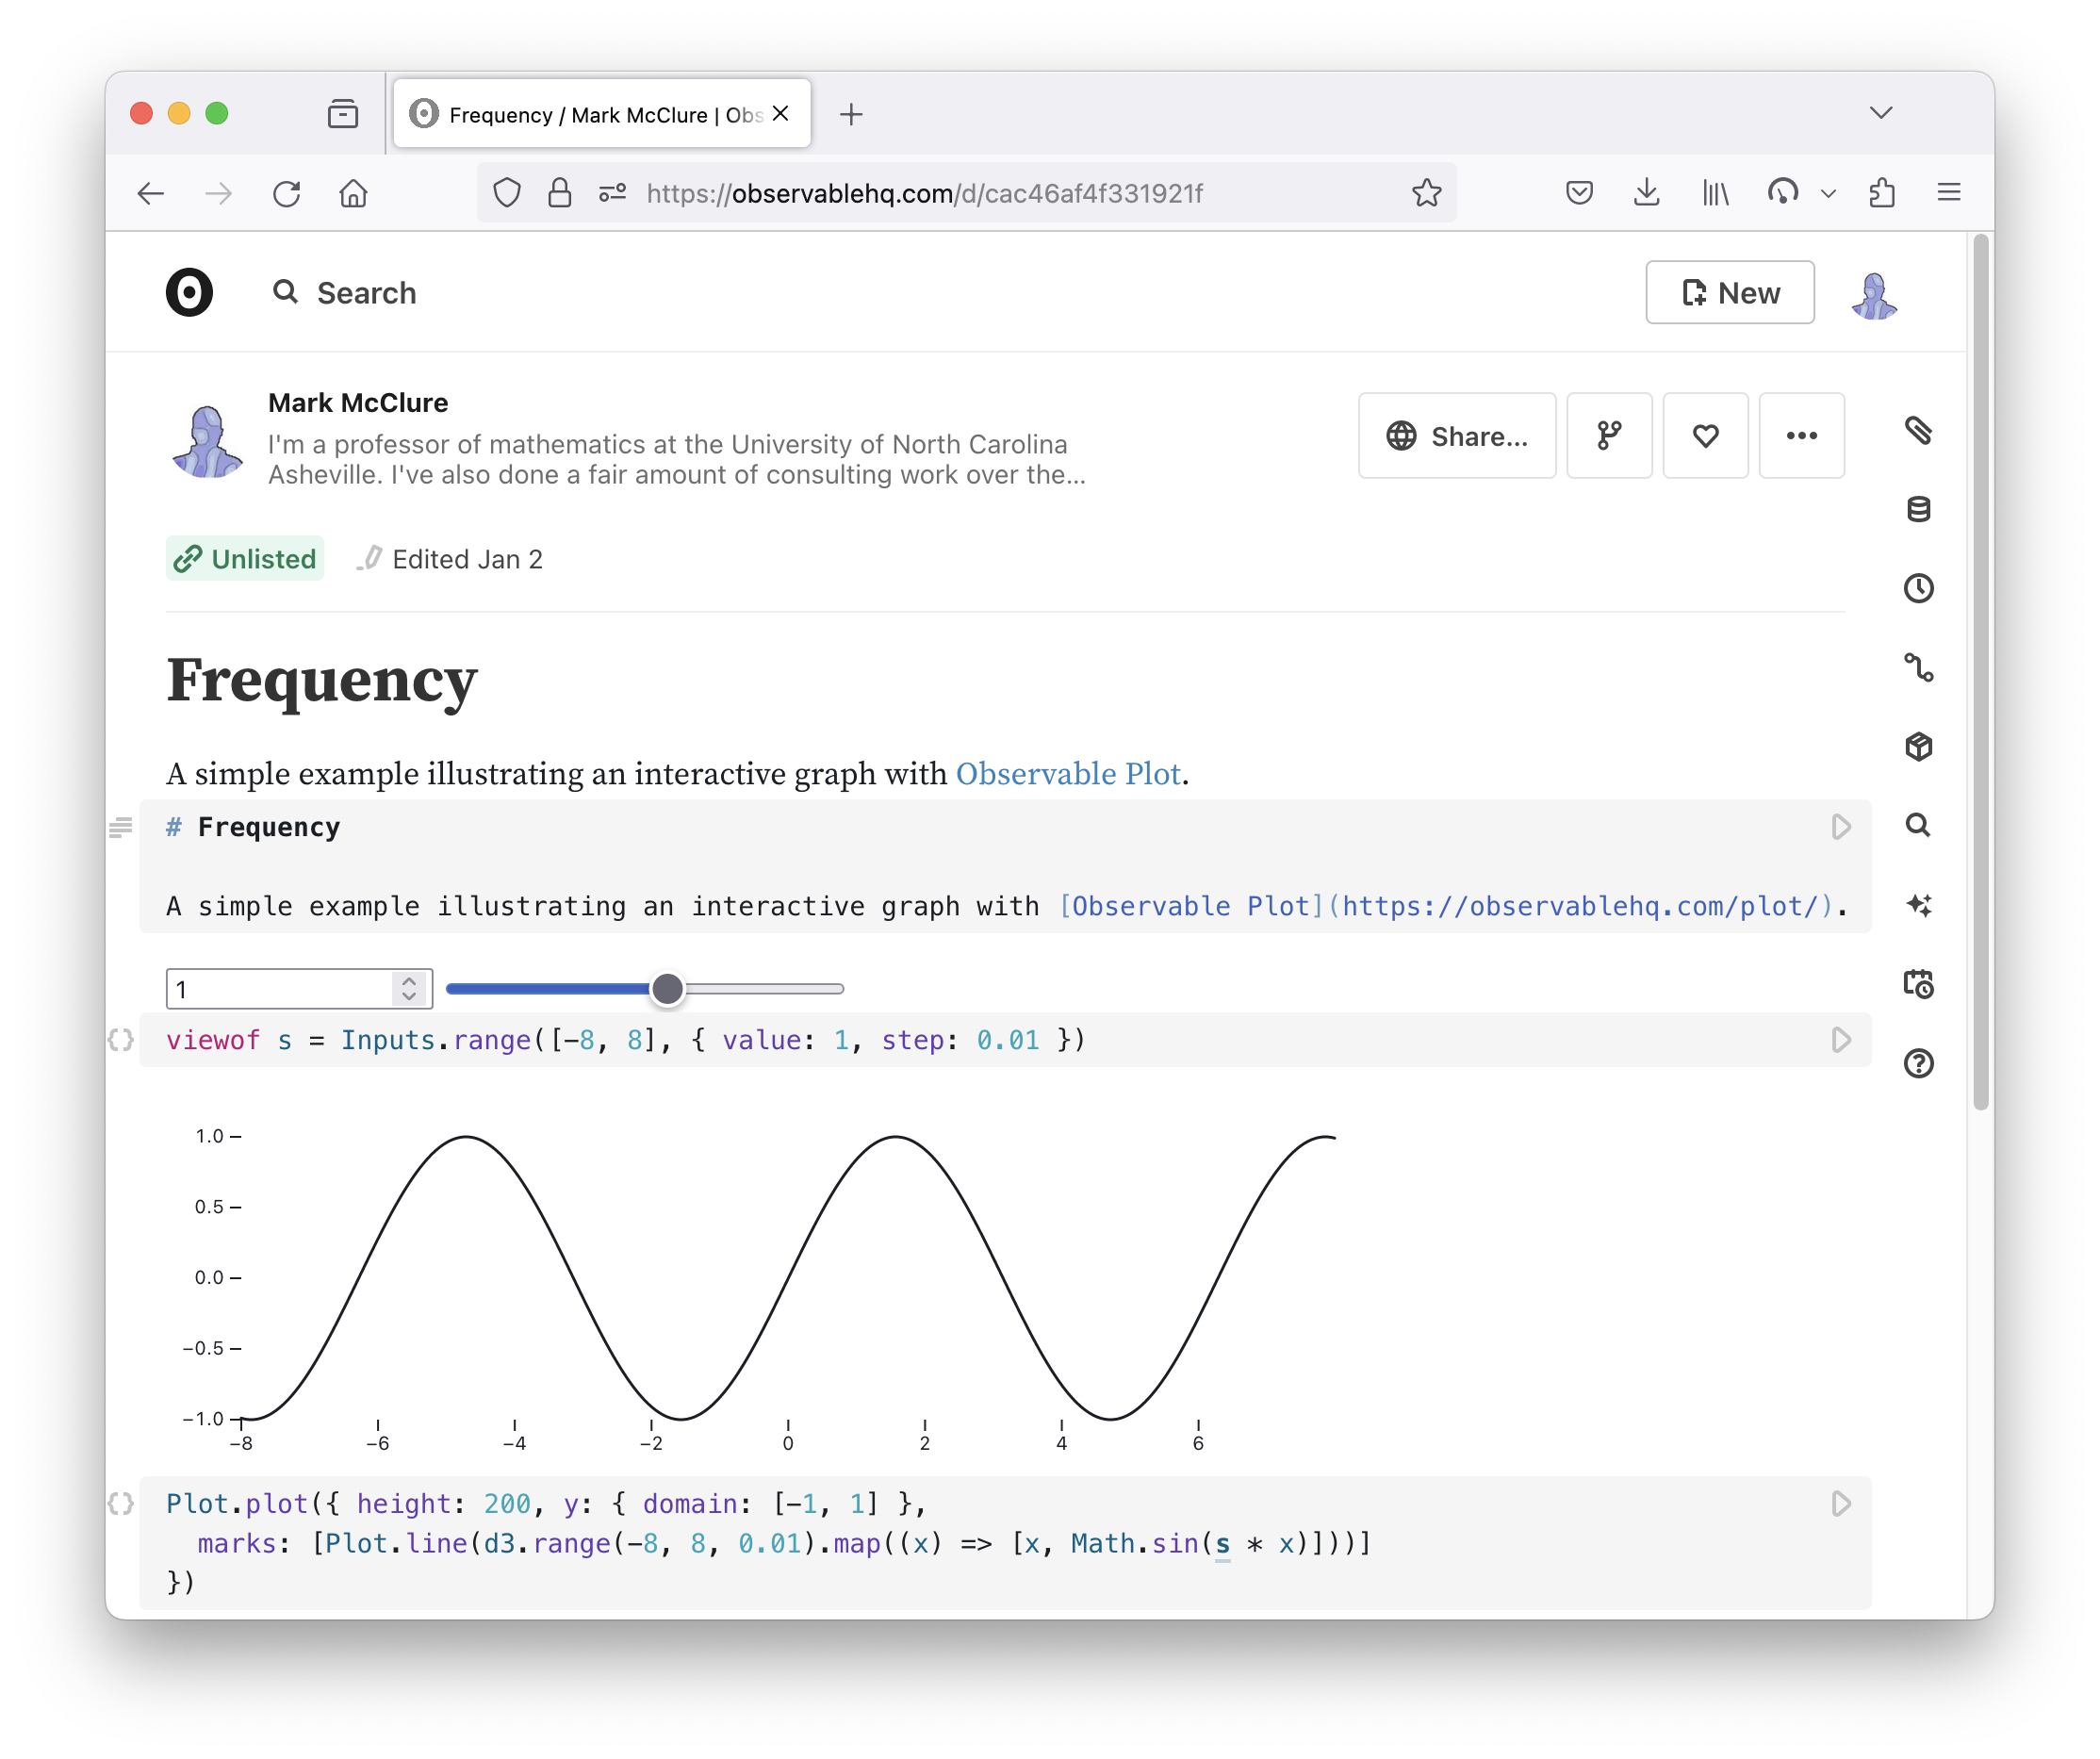 Frequency / Mark McClure | Obs
https://observablehq.com/d/cac46af4f331921f
Search
New
Mark McClure
I'm a professor of mathematics at the University of North Carolina
Asheville. I've also done a fair amount of consulting work over the...
Share...
Unlisted
Edited Jan 2
Frequency
A simple example illustrating an interactive graph with Observable Plot.
# Frequency
A simple example illustrating an interactive graph with [Observable Plot](https://observablehq.com/plot/).
1
viewof s = Inputs.range([-8, 8], { value: 1, step: 0.01 })
1.0
0.5
0.0
−0.5
−1.0
−8 −6 −4 −2 0 2 4 6
Plot.plot({ height: 200, y: { domain: [-1, 1] },
  marks: [Plot.line(d3.range(-8, 8, 0.01).map((x) => [x, Math.sin(s * x)]))]
})